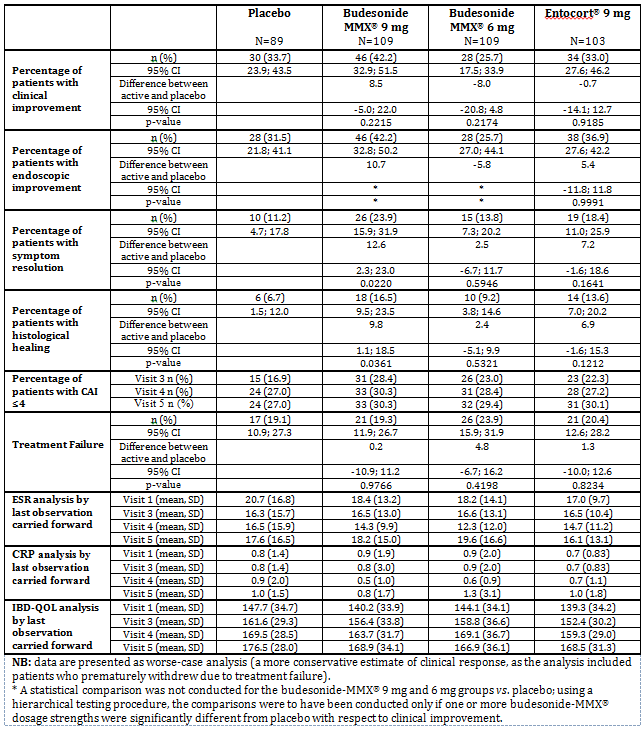 Placebo Budesonide Budesonide Entocort® 9 mg
MMX® 9 mg MMX® 6 mg
N=89 N=109 N=109 N=103
Percentage of patients with clinical improvement
n (%) 30 (33.7) 46 (42.2) 28 (25.7) 34 (33.0)
95% CI 23.9; 43.5 32.9; 51.5 17.5; 33.9 27.6; 46.2
Difference between active and placebo 8.5 -8.0 -0.7
95% CI -5.0; 22.0 -20.8; 4.8 -14.1; 12.7
p-value 0.2215 0.2174 0.9185
Percentage of patients with endoscopic improvement
n (%) 28 (31.5) 46 (42.2) 28 (25.7) 38 (36.9)
95% CI 21.8; 41.1 32.8; 50.2 27.0; 44.1 27.6; 42.2
Difference between active and placebo 10.7 -5.8 5.4
95% CI * * -11.8; 11.8
p-value * * 0.9991
Percentage of patients with symptom resolution
n (%) 10 (11.2) 26 (23.9) 15 (13.8) 19 (18.4)
95% CI 4.7; 17.8 15.9; 31.9 7.3; 20.2 11.0; 25.9
Difference between active and placebo 12.6 2.5 7.2
95% CI 2.3; 23.0 -6.7; 11.7 -1.6; 18.6
p-value 0.0220 0.5946 0.1641
Percentage of patients with histological healing
n (%) 6 (6.7) 18 (16.5) 10 (9.2) 14 (13.6)
95% CI 1.5; 12.0 9.5; 23.5 3.8; 14.6 7.0; 20.2
Difference between active and placebo 9.8 2.4 6.9
95% CI 1.1; 18.5 -5.1; 9.9 -1.6; 15.3
p-value 0.0361 0.5321 0.1212
Percentage of patients with CAI ≤4
Visit 3 n (%) 15 (16.9) 31 (28.4) 26 (23.0) 23 (22.3)
Visit 4 n (%) 24 (27.0) 33 (30.3) 31 (28.4) 28 (27.2)
Visit 5 n (%) 24 (27.0) 33 (30.3) 32 (29.4) 31 (30.1)
Treatment Failure
n (%) 17 (19.1) 21 (19.3) 26 (23.9) 21 (20.4)
95% CI 10.9; 27.3 11.9; 26.7 15.9; 31.9 12.6; 28.2
Difference between active and placebo 0.2 4.8 1.3
95% CI -10.9; 11.2 -6.7; 16.2 -10.0; 12.6
p-value 0.9766 0.4198 0.8234
ESR analysis by last observation carried forward
Visit 1 (mean, SD) 20.7 (16.8) 18.4 (13.2) 18.2 (14.1) 17.0 (9.7)
Visit 3 (mean, SD) 16.3 (15.7) 16.5 (13.0) 16.6 (13.1) 16.5 (10.4)
Visit 4 (mean, SD) 16.5 (15.9) 14.3 (9.9) 12.3 (12.0) 14.7 (11.2)
Visit 5 (mean, SD) 17.6 (16.5) 18.2 (15.0) 19.6 (16.6) 16.1 (13.1)
CRP analysis by last observation carried forward
Visit 1 (mean, SD) 0.8 (1.4) 0.9 (1.9) 0.9 (2.0) 0.7 (0.83)
Visit 3 (mean, SD) 0.8 (1.4) 0.8 (3.0) 0.9 (2.0) 0.7 (0.83)
Visit 4 (mean, SD) 0.9 (2.0) 0.5 (1.0) 0.6 (0.9) 0.7 (1.1)
Visit 5 (mean, SD) 1.0 (1.5) 0.8 (1.7) 1.3 (3.1) 1.0 (1.8)
IBD-QOL analysis by last observation carried forward
Visit 1 (mean, SD) 147.7 (34.7) 140.2 (33.9) 144.1 (34.1) 139.3 (34.2)
Visit 3 (mean, SD) 161.6 (29.3) 156.4 (33.8) 158.8 (36.6) 152.4 (30.2)
Visit 4 (mean, SD) 169.5 (28.5) 163.7 (31.7) 169.1 (36.7) 159.3 (29.0)
Visit 5 (mean, SD) 176.5 (28.0) 168.9 (34.1) 166.9 (36.1) 168.5 (31.3)
NB: data are presented as worse-case analysis (a more conservative estimate of clinical response, as the analysis included
patients who prematurely withdrew due to treatment failure).
* A statistical comparison was not conducted for the budesonide-MMX® 9 mg and 6 mg groups vs. placebo; using a
hierarchical testing procedure, the comparisons were to have been conducted only if one or more budesonide-MMX®
dosage strengths were significantly different from placebo with respect to clinical improvement.